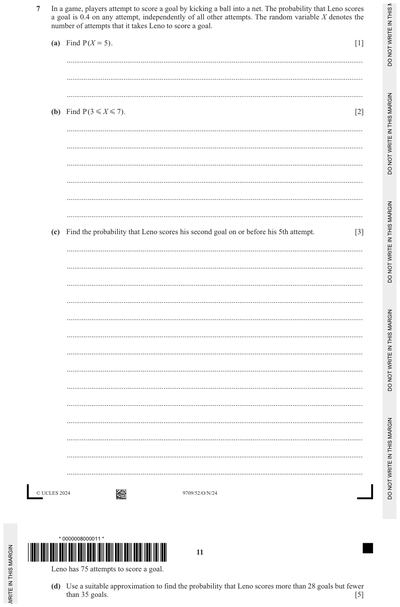 7 In a game, players attempt to score a goal by kicking a ball into a net. The probability that Leno scores
a goal is 0.4 on any attempt, independently of all other attempts. The random variable X denotes the
number of attempts that it takes Leno to score a goal.
(a) Find P(X = 5). [1]
(b) Find P(3 ⩽ X ⩽ 7). [2]
(c) Find the probability that Leno scores his second goal on or before his 5th attempt. [3]
© UCLES 2024 9709/52/O/N/24
* 0000800000011 *
11
Leno has 75 attempts to score a goal.
(d) Use a suitable approximation to find the probability that Leno scores more than 28 goals but fewer
than 35 goals. [5]
DO NOT WRITE IN THIS M
DO NOT WRITE IN THIS MARGIN
DO NOT WRITE IN THIS MARGIN
DO NOT WRITE IN THIS MARGIN
DO NOT WRITE IN THIS MARGIN
WRITE IN THIS MARGIN